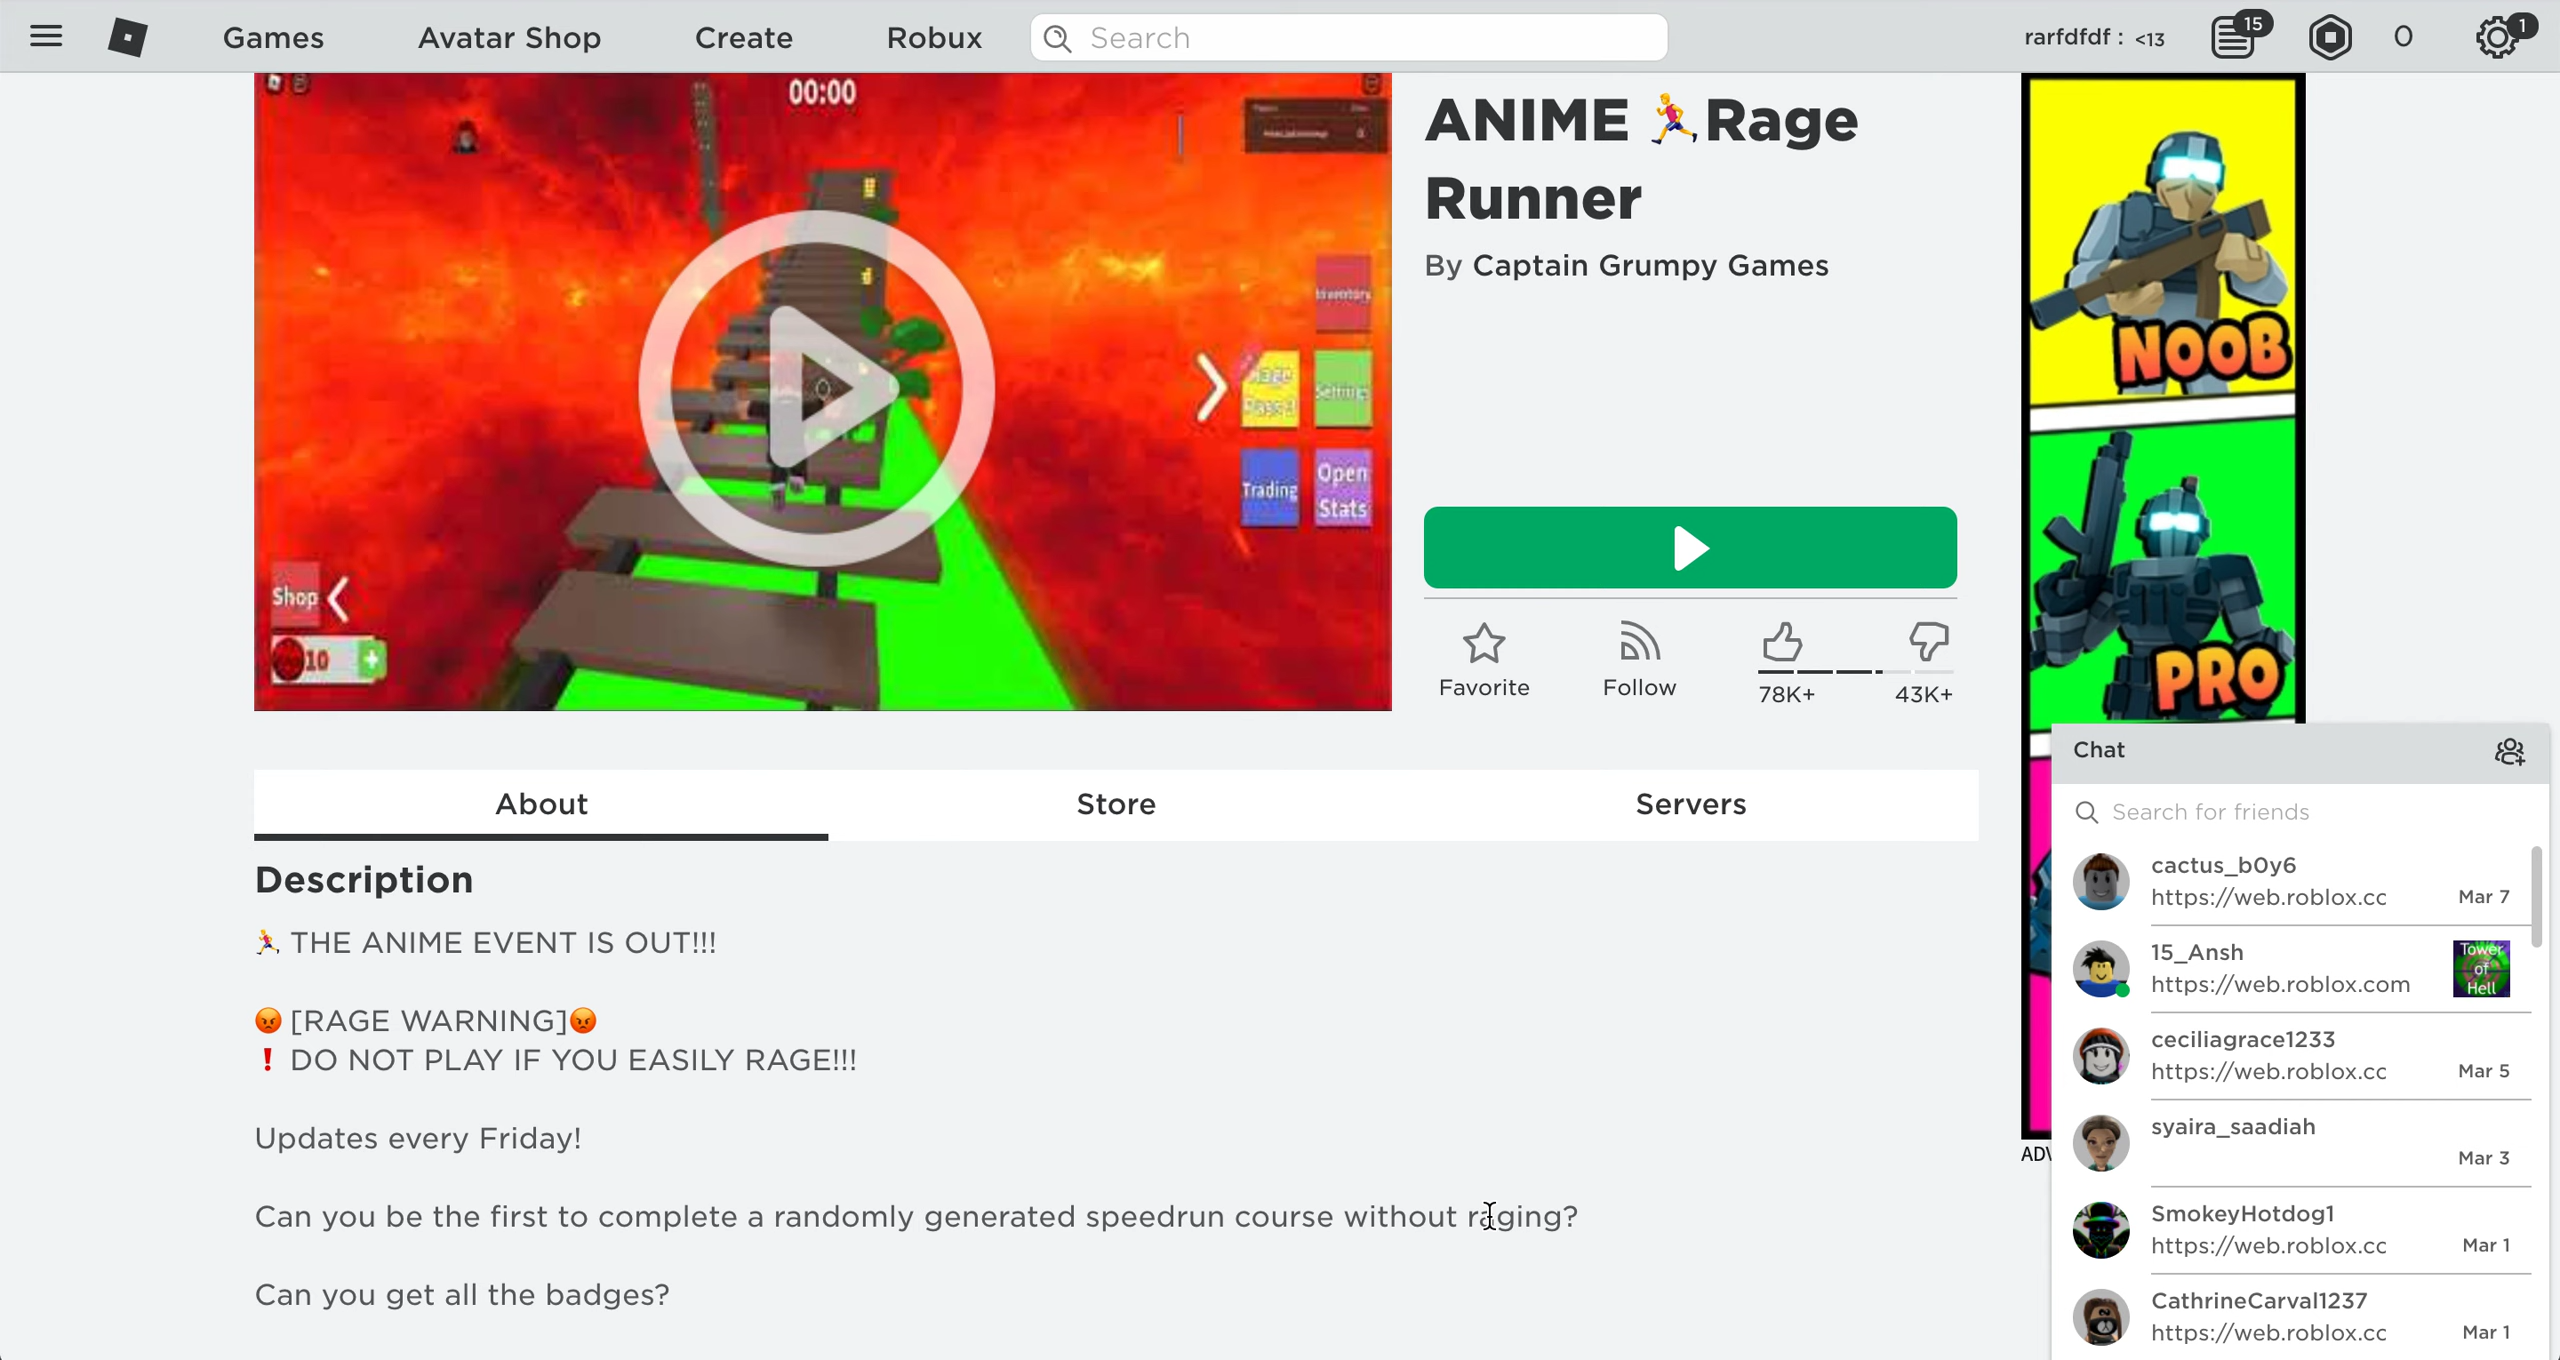 Games
Avatar Shop
Create
Robux
Search
rarfdfdf : <13
15
0
1
00:00
Inventory
Settings
Trading
Open
Stats
Shop
10
ANIME 🏃Rage
Runner
By Captain Grumpy Games
Favorite
Follow
78K+
43K+
NOOB
PRO
About
Store
Servers
Description
🏃 THE ANIME EVENT IS OUT!!!
😡 [RAGE WARNING]😡
❗ DO NOT PLAY IF YOU EASILY RAGE!!!
Updates every Friday!
Can you be the first to complete a randomly generated speedrun course without raging?
Can you get all the badges?
Chat
Search for friends
cactus_b0y6
https://web.roblox.cc
Mar 7
15_Ansh
https://web.roblox.com
Tower
of
Hell
ceciliagrace1233
https://web.roblox.cc
Mar 5
syaira_saadiah
Mar 3
SmokeyHotdog1
https://web.roblox.cc
Mar 1
CathrineCarval1237
https://web.roblox.cc
Mar 1